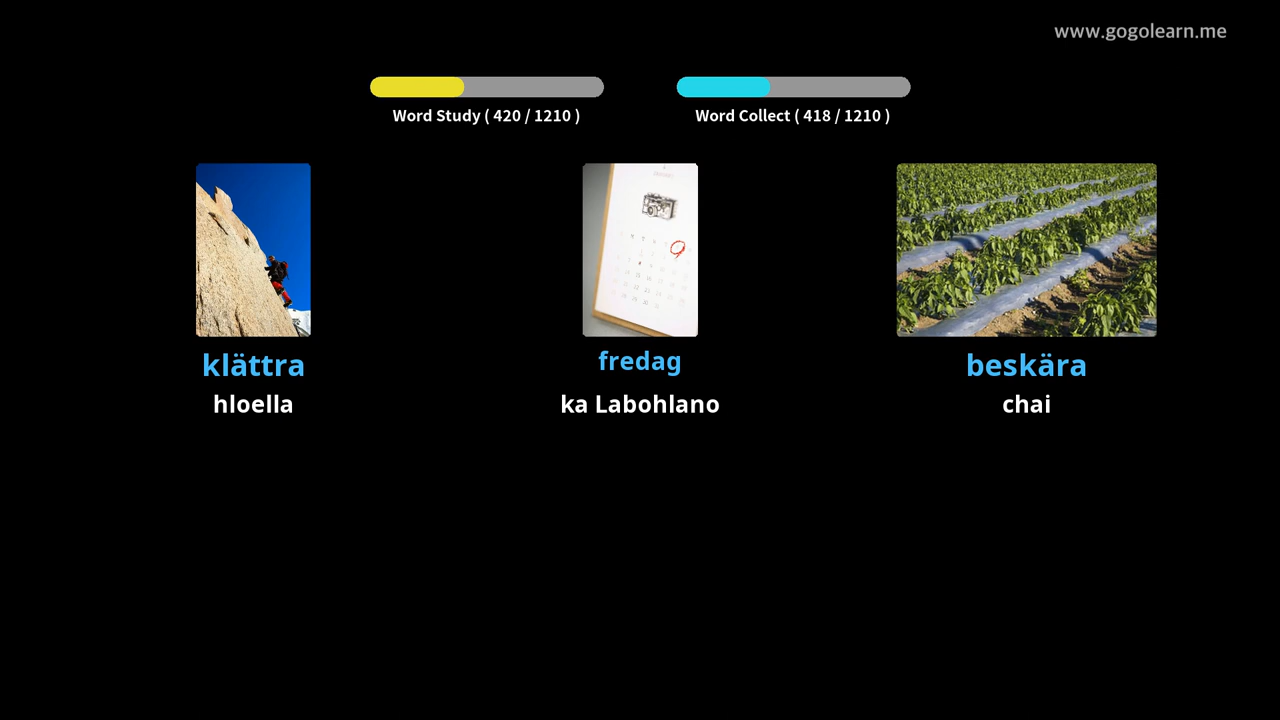 www.gogolearn.me
Word Study ( 420 / 1210 )
Word Collect ( 418 / 1210 )
klättra
fredag
beskära
hloella
ka Labohlano
chai